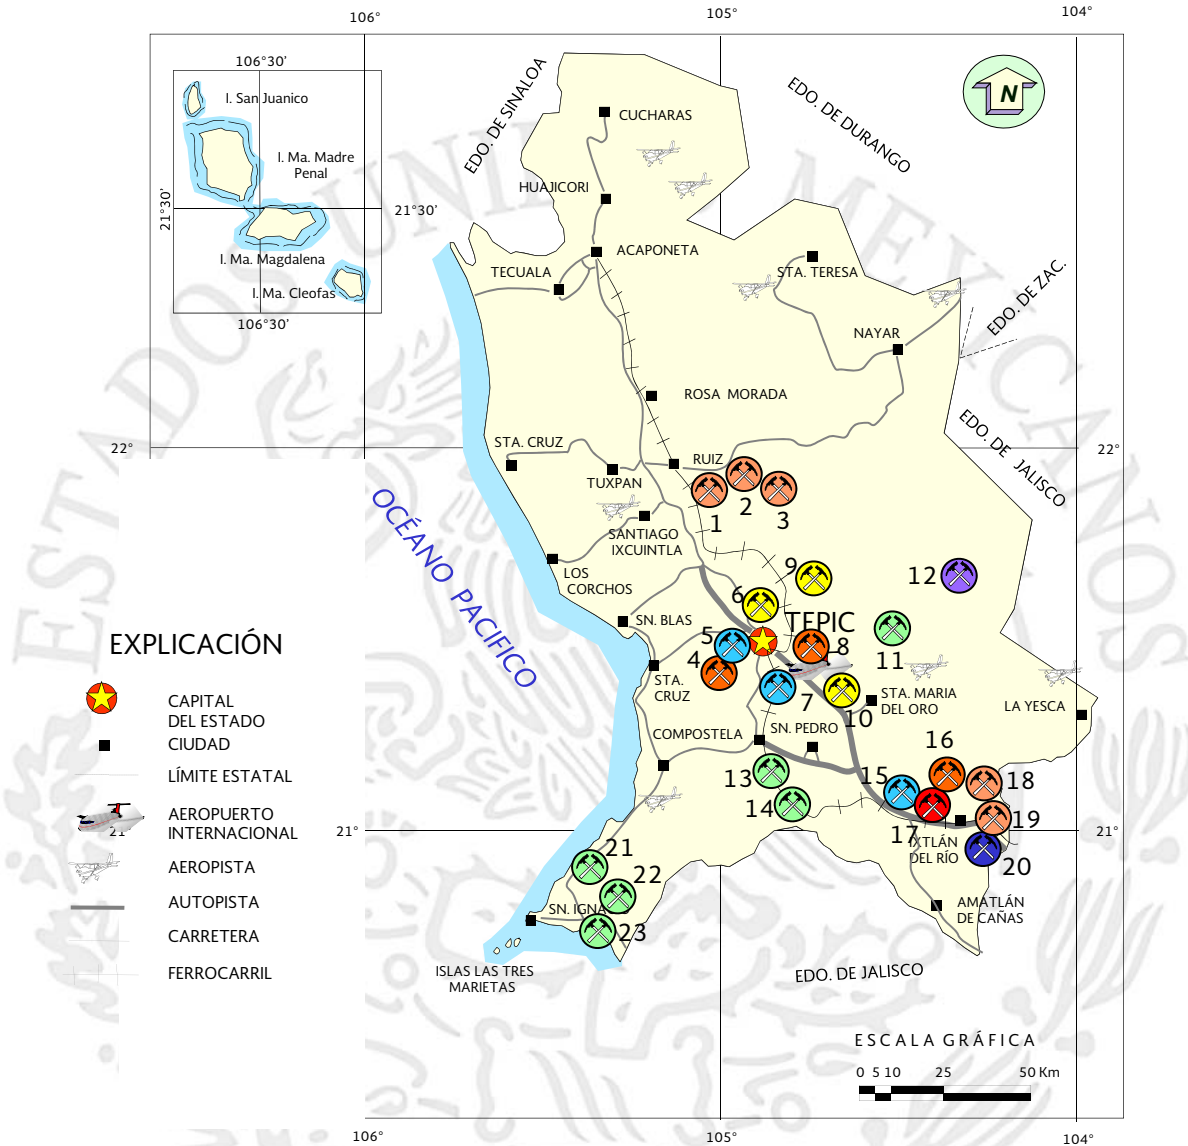 106°
105°
104°
106°30'
I. San Juanico
I. Ma. Madre
Penal
21°30'
21°30'
I. Ma. Magdalena
I. Ma. Cleofas
106°30'
EDO. DE SINALOA
EDO. DE DURANGO
N
CUCHARAS
HUAJICORI
ACAPONETA
TECUALA
STA. TERESA
EDO. DE ZAC.
NAYAR
ROSA MORADA
EDO. DE JALISCO
22°
22°
STA. CRUZ
RUIZ
TUXPAN
1
2
3
SANTIAGO
IXCUINTLA
OCÉANO PACIFICO
LOS
CORCHOS
9
12
6
SN. BLAS
TEPIC
5
8
11
4
STA.
CRUZ
7
10
STA. MARIA
DEL ORO
LA YESCA
COMPOSTELA
SN. PEDRO
13
14
15
16
18
17
19
IXTLÁN
DEL RÍO
20
21°
21°
21
22
SN. IGNA
23
AMATLÁN
DE CAÑAS
ISLAS LAS TRES
MARIETAS
EDO. DE JALISCO
EXPLICACIÓN
CAPITAL
DEL ESTADO
CIUDAD
LÍMITE ESTATAL
AEROPUERTO
INTERNACIONAL
21
AEROPISTA
AUTOPISTA
CARRETERA
FERROCARRIL
ESCALA GRÁFICA
0 5 10 25 50 Km
106°
105°
104°
ESTADOS UNIDOS MEXICANOS